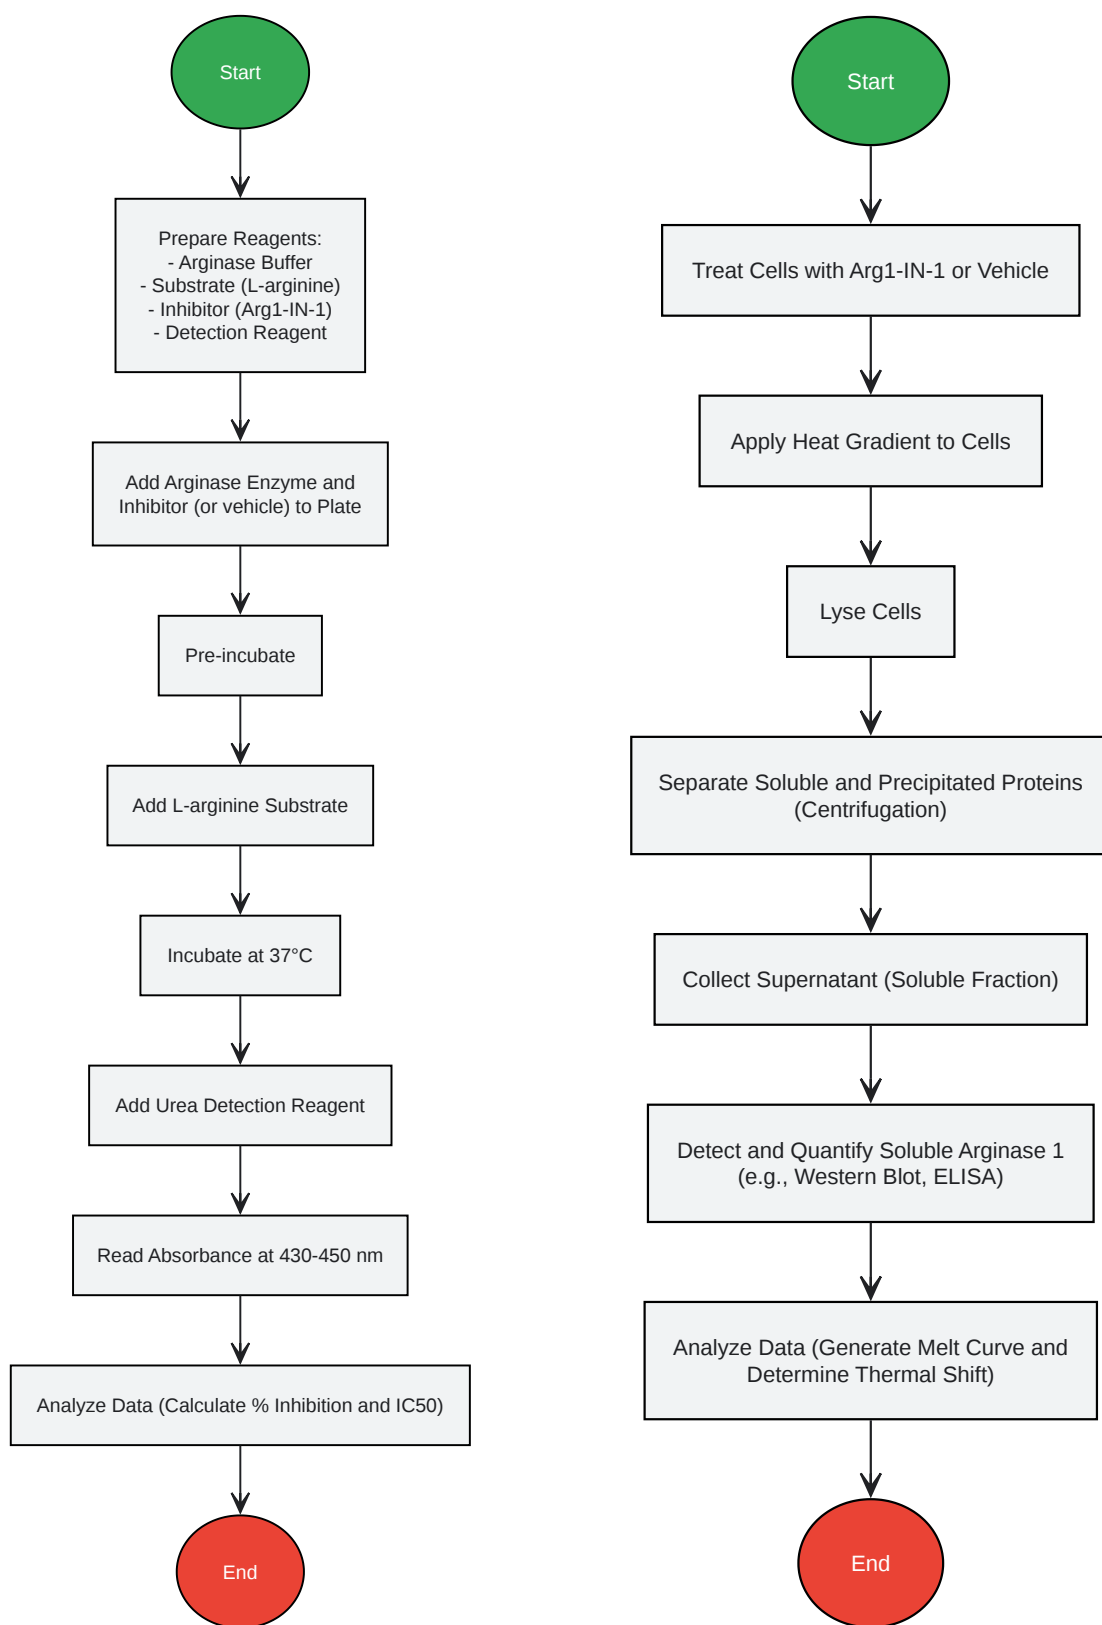 Start
Prepare Reagents:
- Arginase Buffer
- Substrate (L-arginine)
- Inhibitor (Arg1-IN-1)
- Detection Reagent
Add Arginase Enzyme and
Inhibitor (or vehicle) to Plate
Pre-incubate
Add L-arginine Substrate
Incubate at 37°C
Add Urea Detection Reagent
Read Absorbance at 430-450 nm
Analyze Data (Calculate % Inhibition and IC50)
End
Start
Treat Cells with Arg1-IN-1 or Vehicle
Apply Heat Gradient to Cells
Lyse Cells
Separate Soluble and Precipitated Proteins
(Centrifugation)
Collect Supernatant (Soluble Fraction)
Detect and Quantify Soluble Arginase 1
(e.g., Western Blot, ELISA)
Analyze Data (Generate Melt Curve and
Determine Thermal Shift)
End